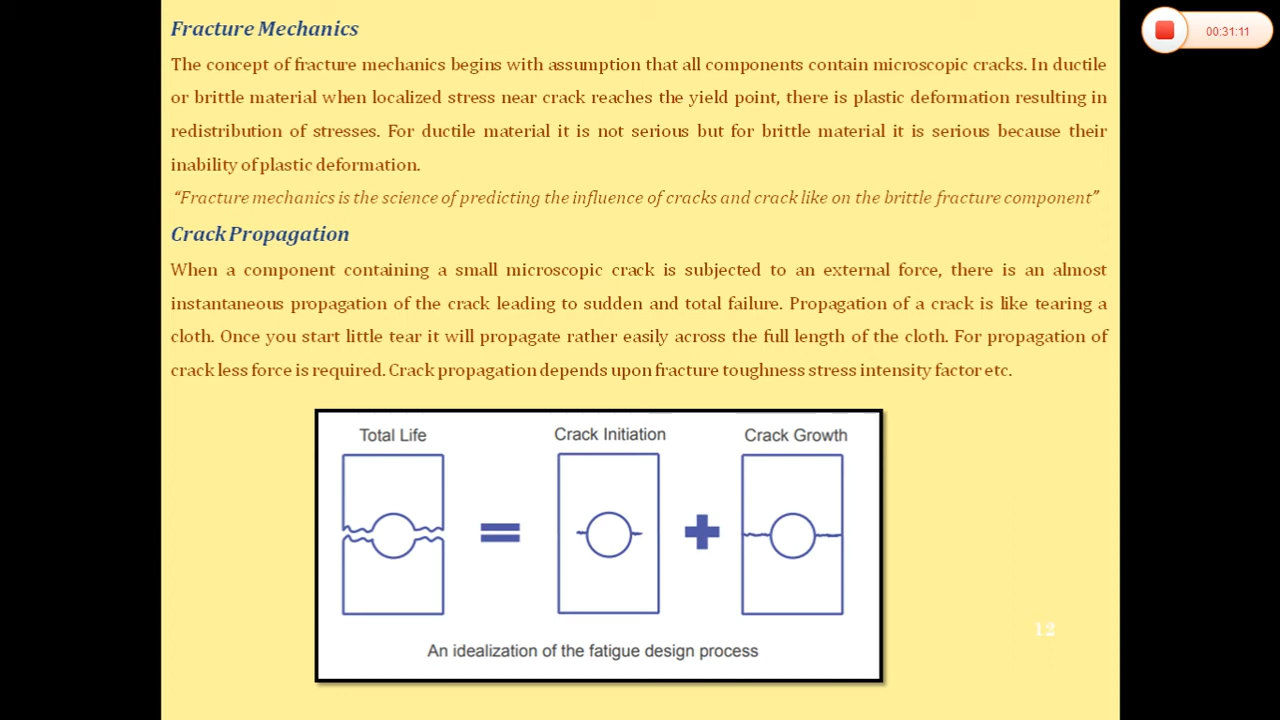 Fracture Mechanics
00:31:11
The concept of fracture mechanics begins with assumption that all components contain microscopic cracks. In ductile
or brittle material when localized stress near crack reaches the yield point, there is plastic deformation resulting in
redistribution of stresses. For ductile material it is not serious but for brittle material it is serious because their
inability of plastic deformation.
“Fracture mechanics is the science of predicting the influence of cracks and crack like on the brittle fracture component”
Crack Propagation
When a component containing a small microscopic crack is subjected to an external force, there is an almost
instantaneous propagation of the crack leading to sudden and total failure. Propagation of a crack is like tearing a
cloth. Once you start little tear it will propagate rather easily across the full length of the cloth. For propagation of
crack less force is required. Crack propagation depends upon fracture toughness stress intensity factor etc.
Total Life Crack Initiation Crack Growth
= +
An idealization of the fatigue design process
12